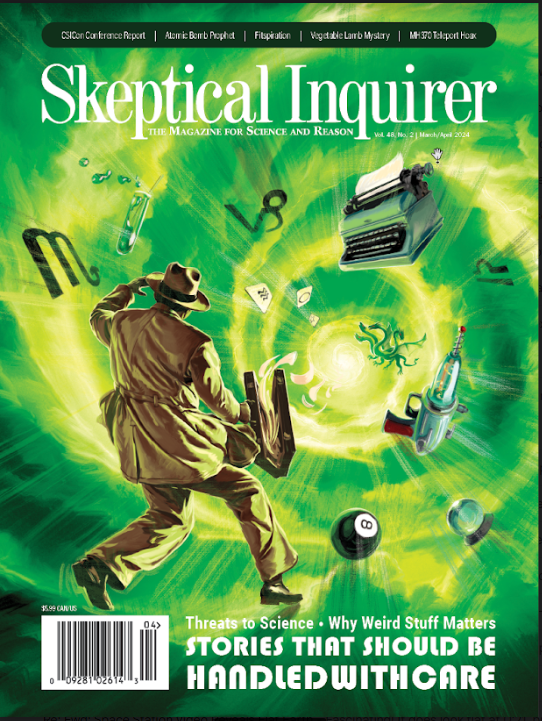 CSICon Conference Report | Atomic Bomb Prophet | Fitspiration | Vegetable Lamb Mystery | MH370 Teleport Hoax
Skeptical Inquirer
THE MAGAZINE FOR SCIENCE AND REASON Vol. 48, No. 2 | March/April 2024
8
$5.99 CAN/US
04>
0 09281 02614 3
Threats to Science • Why Weird Stuff Matters
STORIES THAT SHOULD BE
HANDLEDWITHCARE